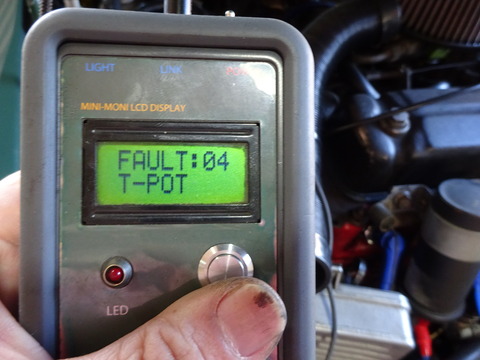 LIGHT LINK
MINI-MONI LCD DISPLAY
FAULT:04
T-POT
LED